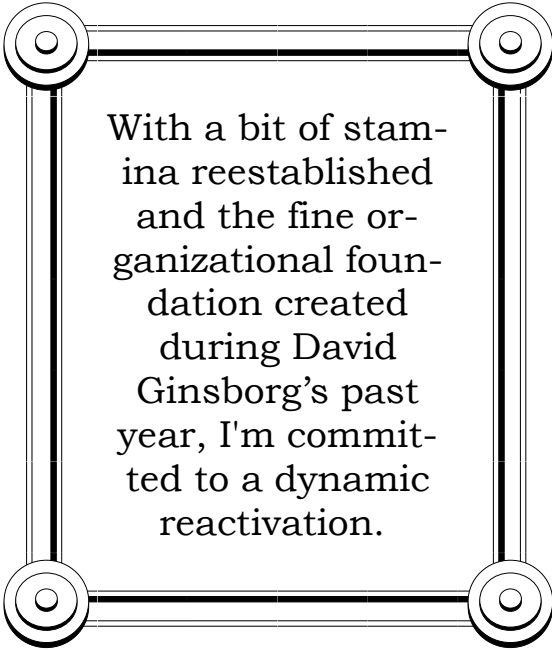 With a bit of stam-
ina reestablished
and the fine or-
ganizational foun-
dation created
during David
Ginsborg’s past
year, I'm commit-
ted to a dynamic
reactivation.